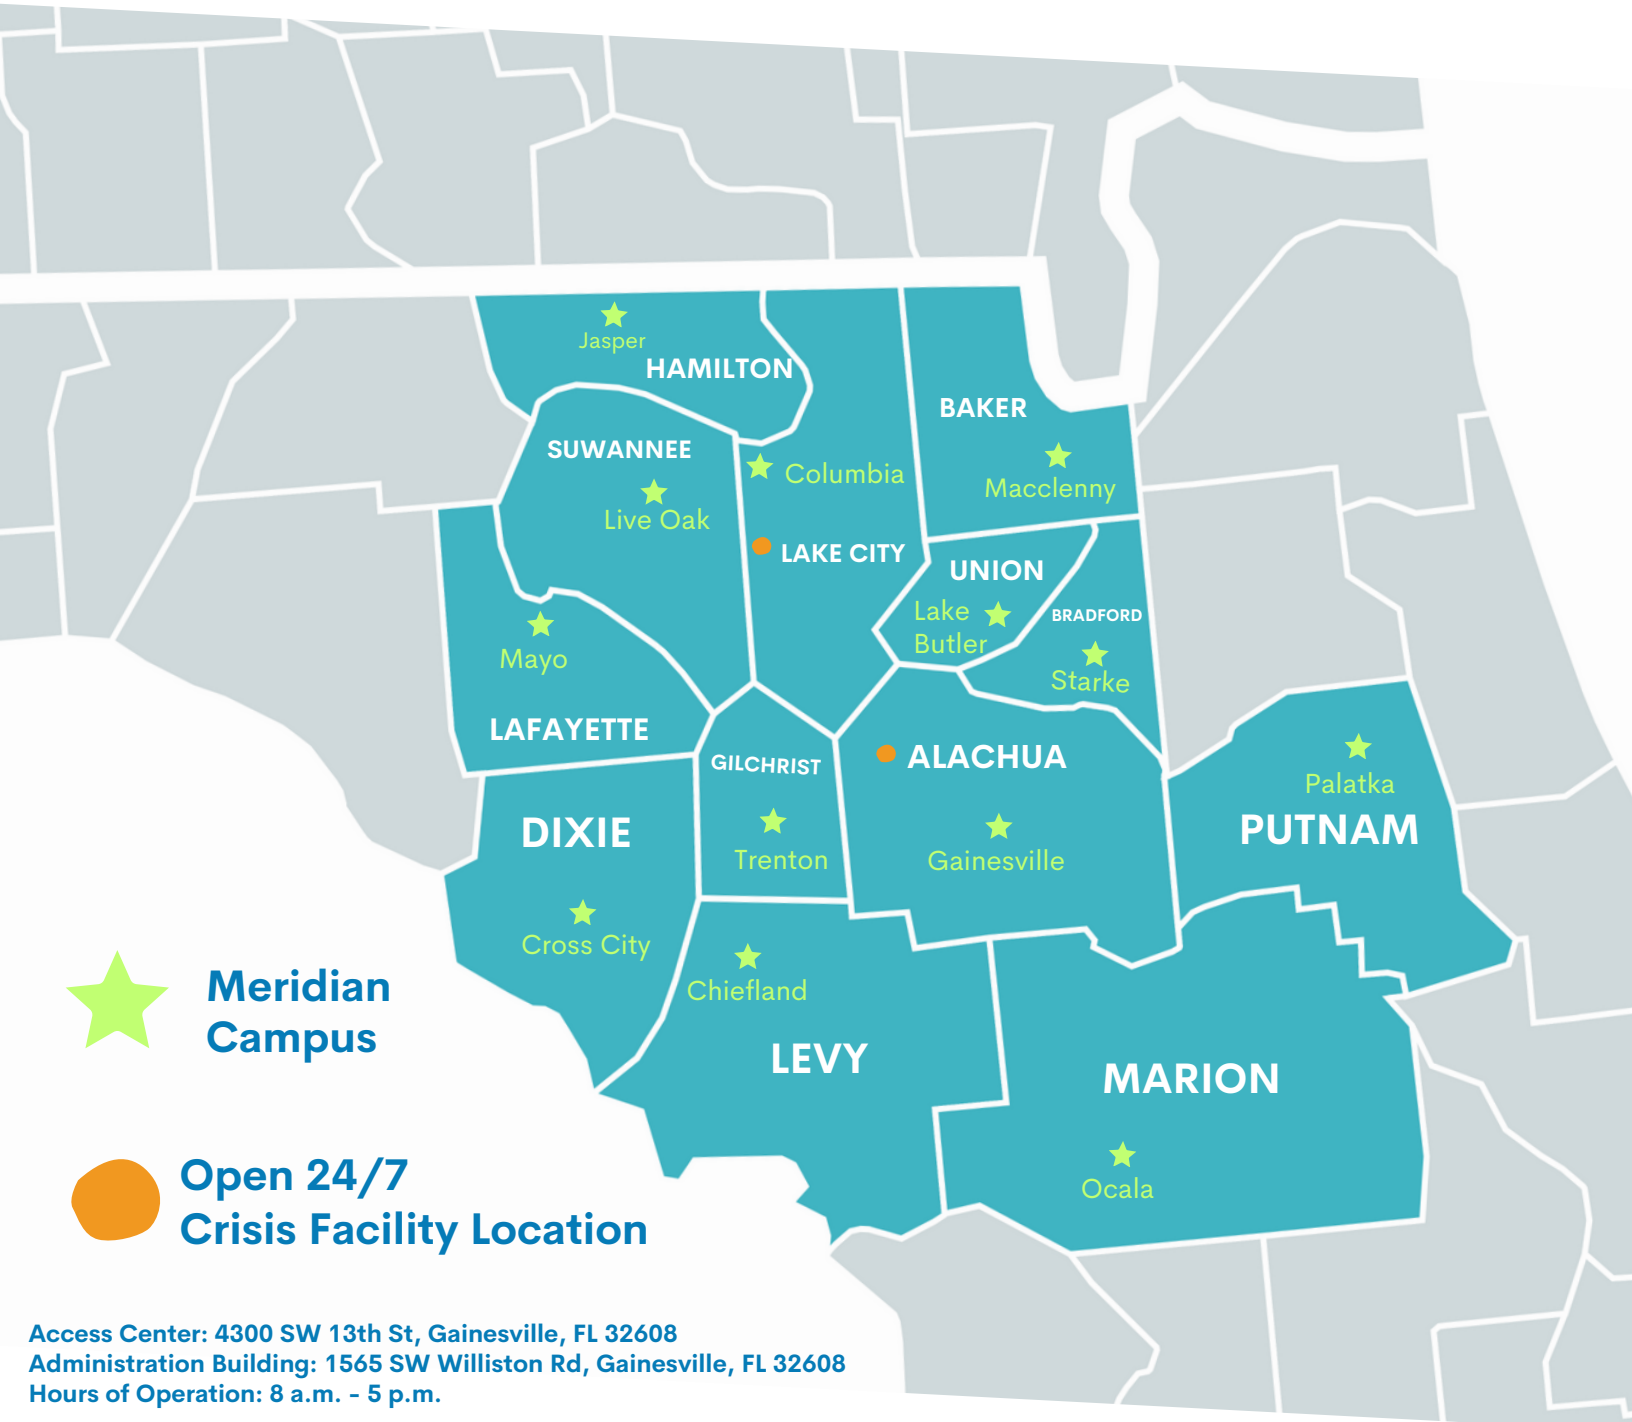 Jasper
HAMILTON
BAKER
SUWANNEE
Columbia
Macclenny
Live Oak
LAKE CITY
UNION
Lake
Butler
BRADFORD
Starke
Mayo
LAFAYETTE
GILCHRIST
ALACHUA
Palatka
PUTNAM
DIXIE
Trenton
Gainesville
Cross City
Chiefland
LEVY
MARION
Ocala
Meridian
Campus
Open 24/7
Crisis Facility Location
Access Center: 4300 SW 13th St, Gainesville, FL 32608
Administration Building: 1565 SW Williston Rd, Gainesville, FL 32608
Hours of Operation: 8 a.m. - 5 p.m.